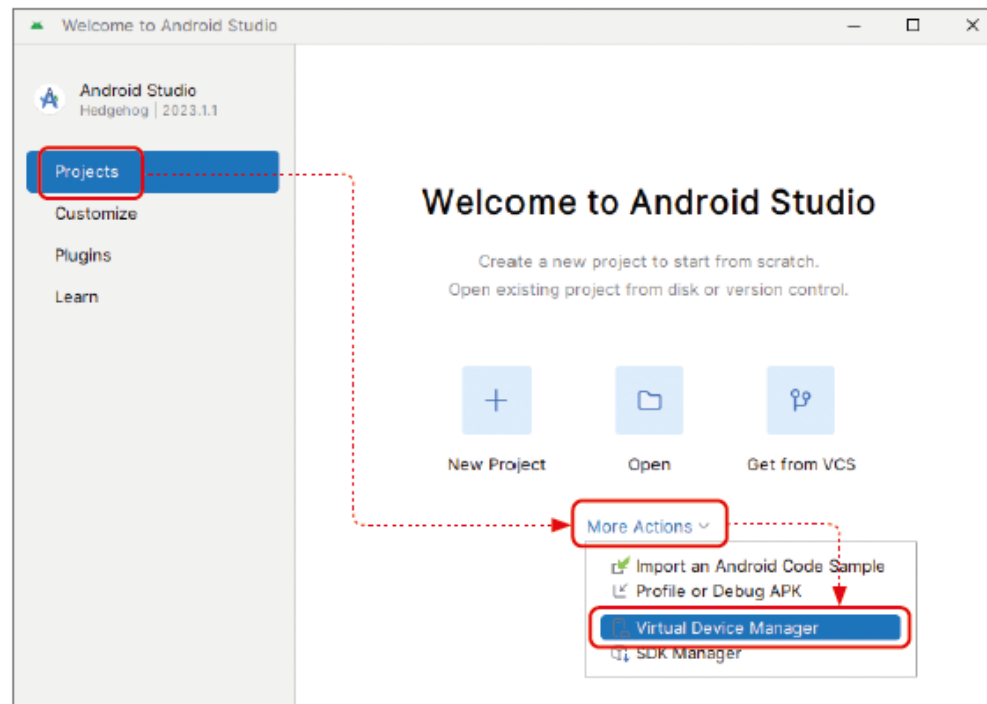 Welcome to Android Studio
Android Studio
Hedgehog | 2023.1.1
Projects
Customize
Plugins
Learn
Welcome to Android Studio
Create a new project to start from scratch.
Open existing project from disk or version control.
New Project
Open
Get from VCS
More Actions
Import an Android Code Sample
Profile or Debug APK
Virtual Device Manager
SDK Manager